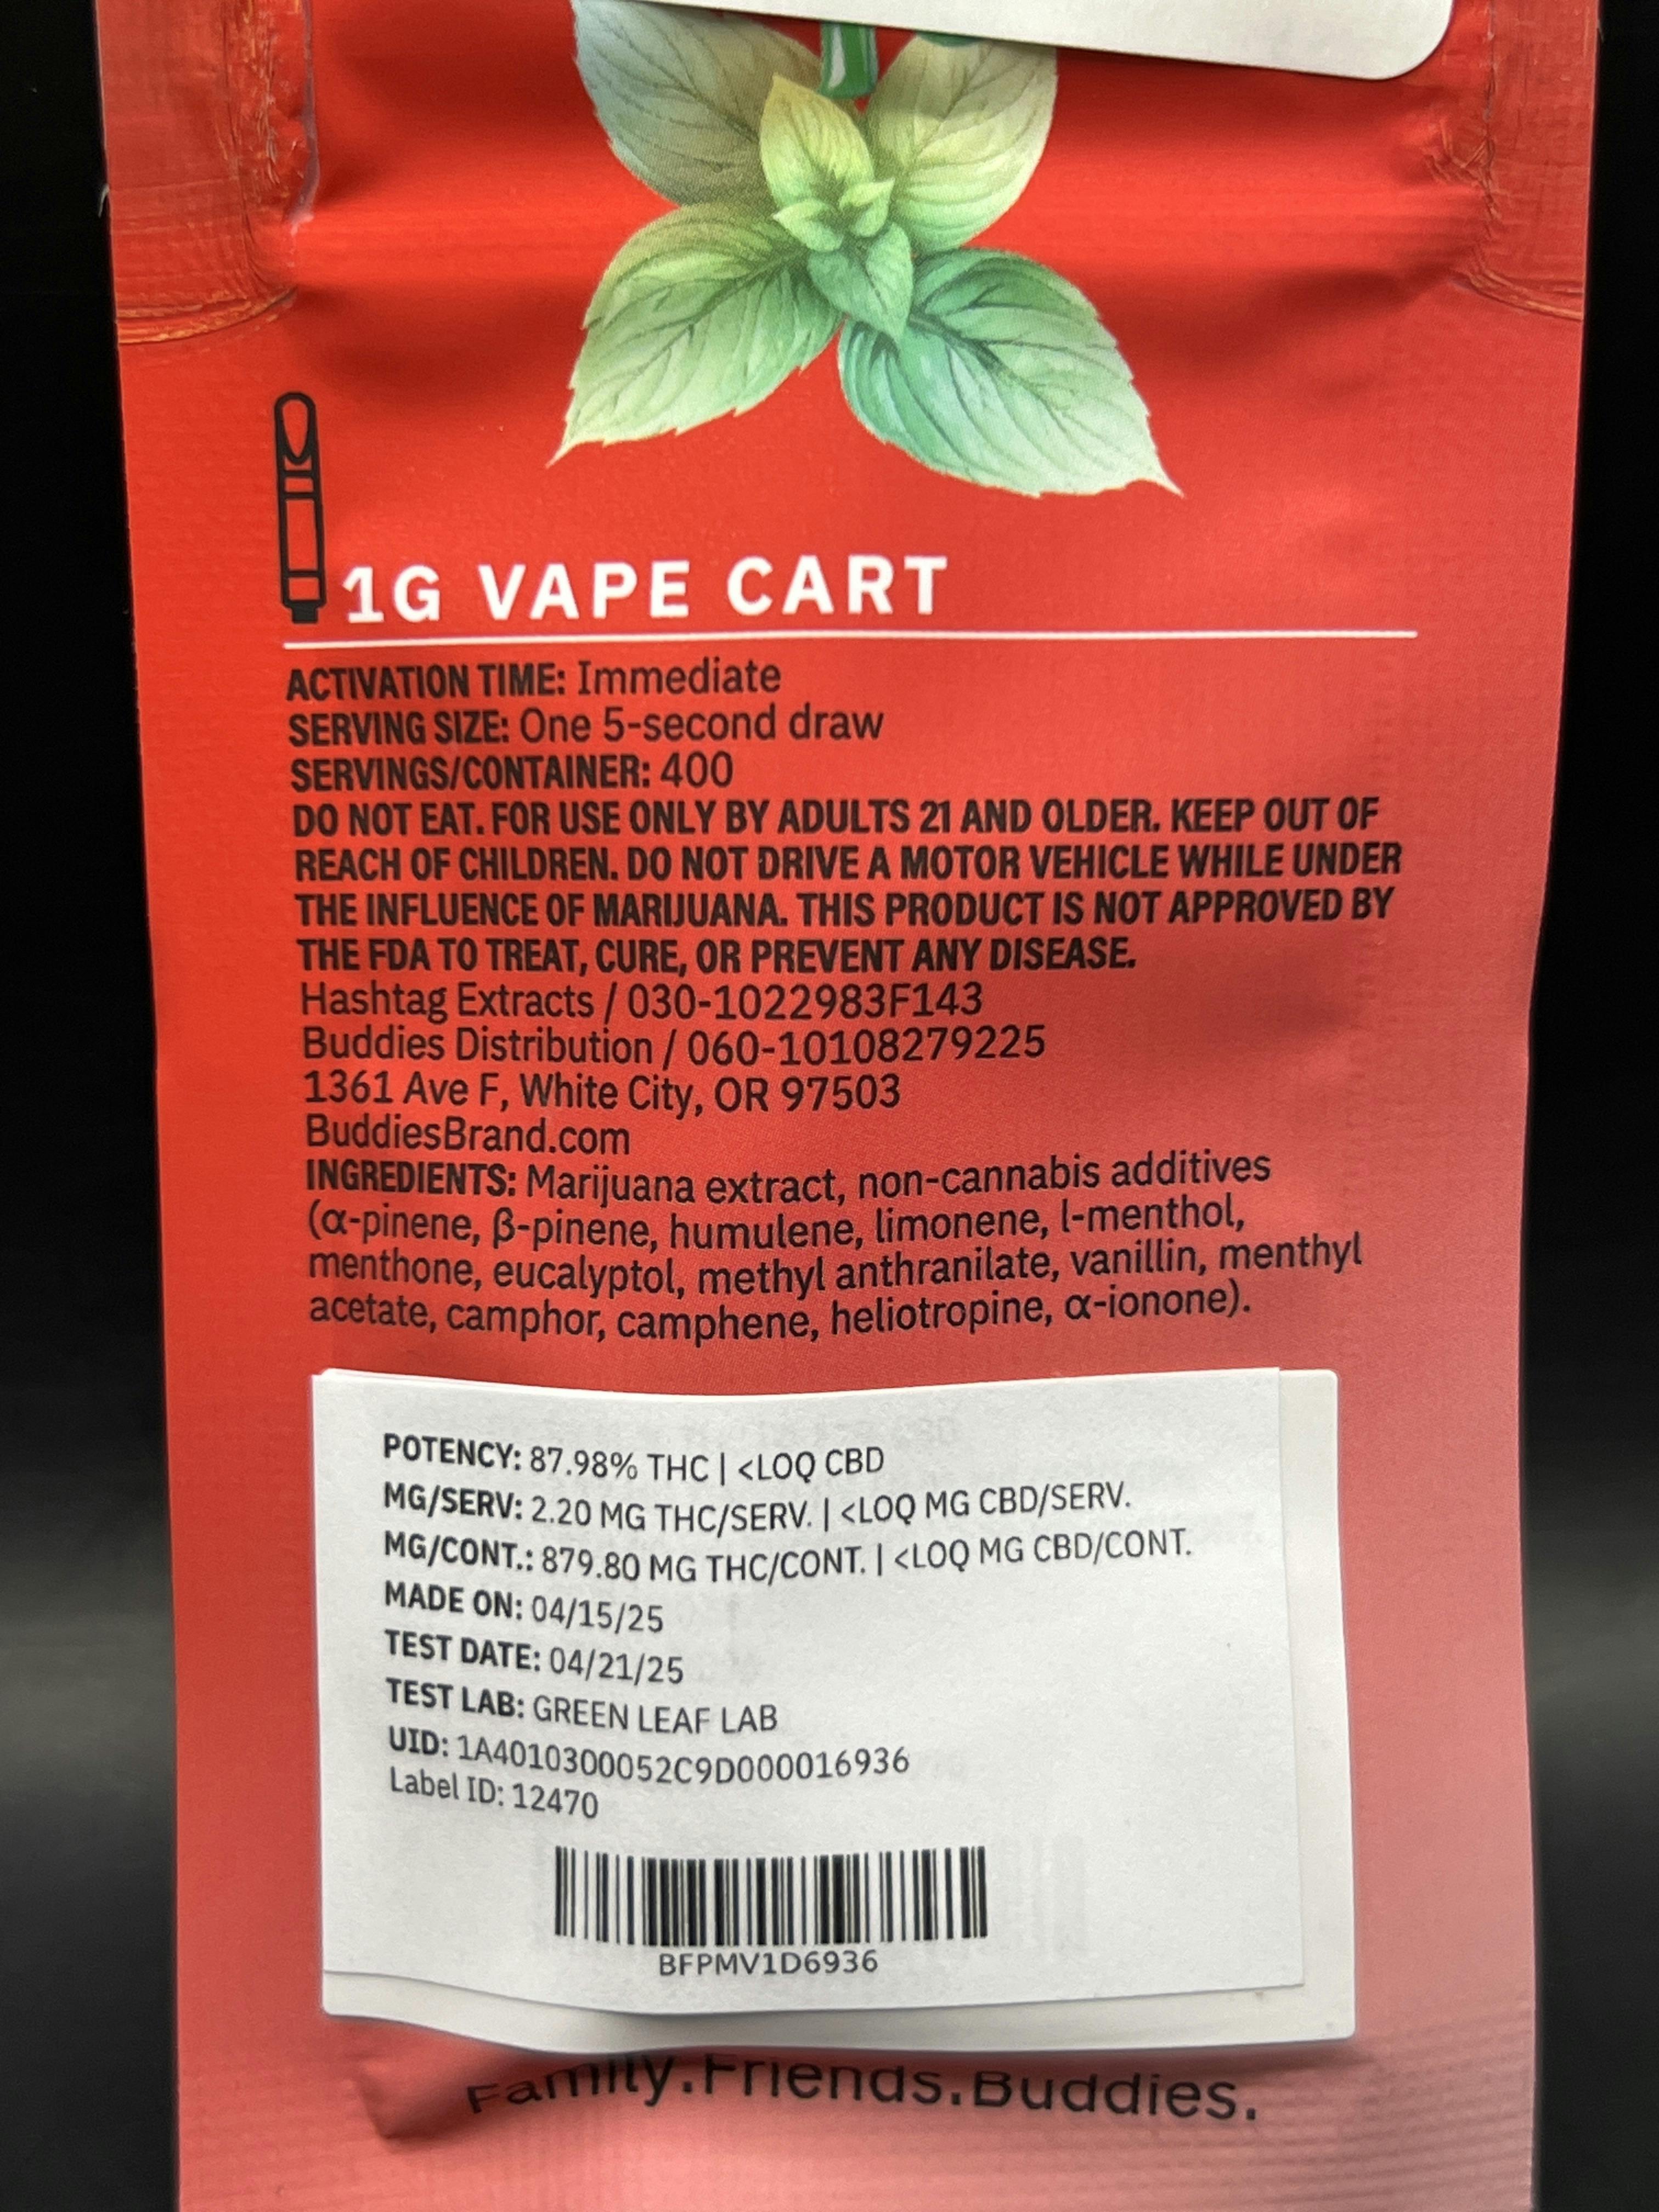 1G VAPE CART
ACTIVATION TIME: Immediate
SERVING SIZE: One 5-second draw
SERVINGS/CONTAINER: 400
DO NOT EAT. FOR USE ONLY BY ADULTS 21 AND OLDER. KEEP OUT OF
REACH OF CHILDREN. DO NOT DRIVE A MOTOR VEHICLE WHILE UNDER
THE INFLUENCE OF MARIJUANA. THIS PRODUCT IS NOT APPROVED BY
THE FDA TO TREAT, CURE, OR PREVENT ANY DISEASE.
Hashtag Extracts / 030-1022983F143
Buddies Distribution / 060-10108279225
1361 Ave F, White City, OR 97503
BuddiesBrand.com
INGREDIENTS: Marijuana extract, non-cannabis additives
(α-pinene, β-pinene, humulene, limonene, l-menthol,
menthone, eucalyptol, methyl anthranilate, vanillin, menthyl
acetate, camphor, camphene, heliotropine, α-ionone).
POTENCY: 87.98% THC | <LOQ CBD
MG/SERV: 2.20 MG THC/SERV. | <LOQ MG CBD/SERV.
MG/CONT.: 879.80 MG THC/CONT. | <LOQ MG CBD/CONT.
MADE ON: 04/15/25
TEST DATE: 04/21/25
TEST LAB: GREEN LEAF LAB
UID: 1A4010300052C9D000016936
Label ID: 12470
BFPMV1D6936
Family.Friends.Buddies.